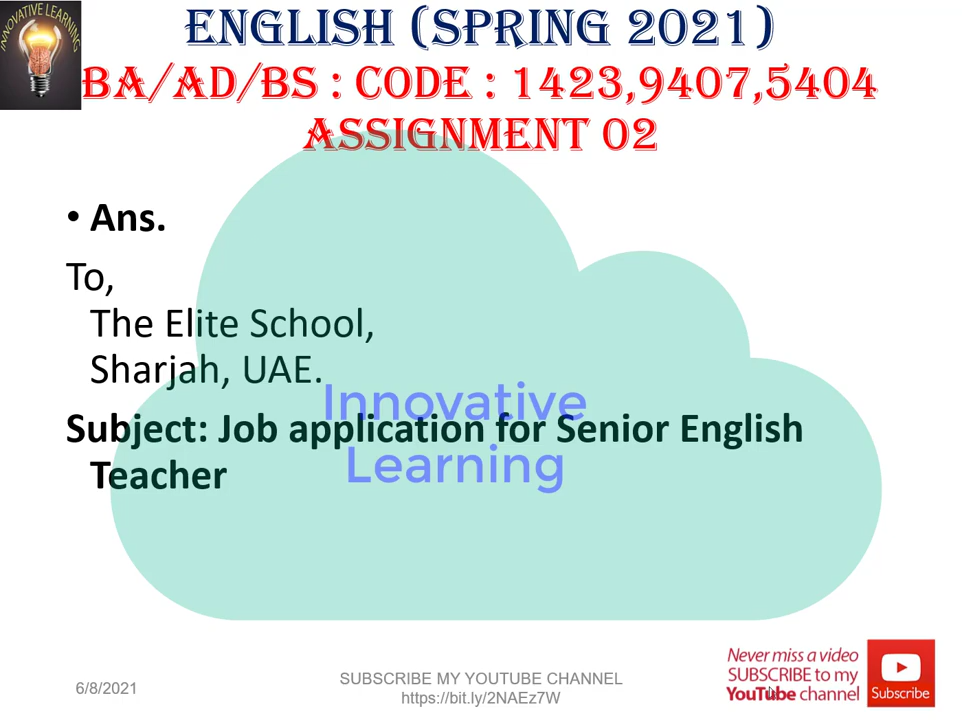 INNOVATIVE LEARNING
ENGLISH (SPRING 2021)
BA/AD/BS : CODE : 1423,9407,5404
ASSIGNMENT 02
• Ans.
To,
The Elite School,
Sharjah, UAE.
Innovative
Subject: Job application for Senior English
Learning
Teacher
6/8/2021
SUBSCRIBE MY YOUTUBE CHANNEL
https://bit.ly/2NAEz7W
Never miss a video
SUBSCRIBE to my
YouTube channel
Subscribe